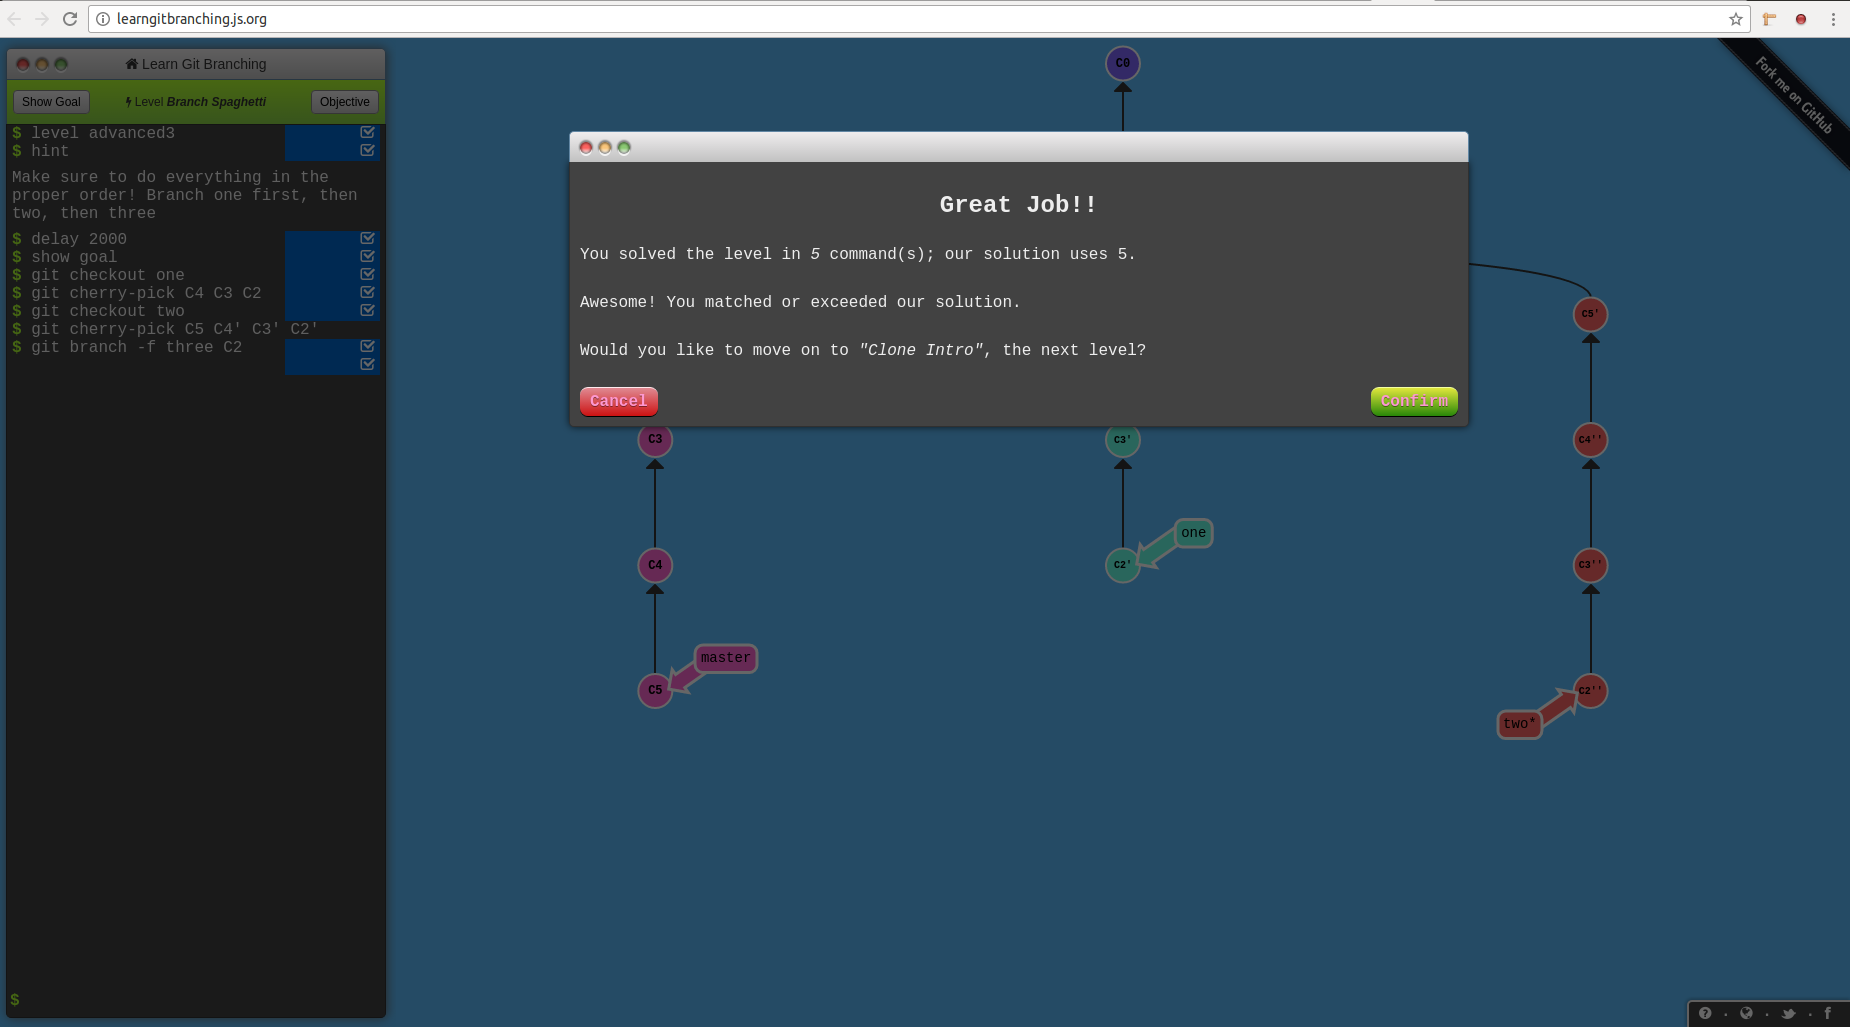 learngitbranching.js.org
Learn Git Branching
Show Goal
Level Branch Spaghetti
Objective
$ level advanced3
$ hint
Make sure to do everything in the
proper order! Branch one first, then
two, then three
$ delay 2000
$ show goal
$ git checkout one
$ git cherry-pick C4 C3 C2
$ git checkout two
$ git cherry-pick C5 C4' C3' C2'
$ git branch -f three C2
$
C0
Fork me on GitHub
Great Job!!
You solved the level in 5 command(s); our solution uses 5.
Awesome! You matched or exceeded our solution.
Would you like to move on to "Clone Intro", the next level?
Cancel
Confirm
C5'
C3
C3'
C4''
one
C4
C2'
C3''
master
C5
C2''
two*